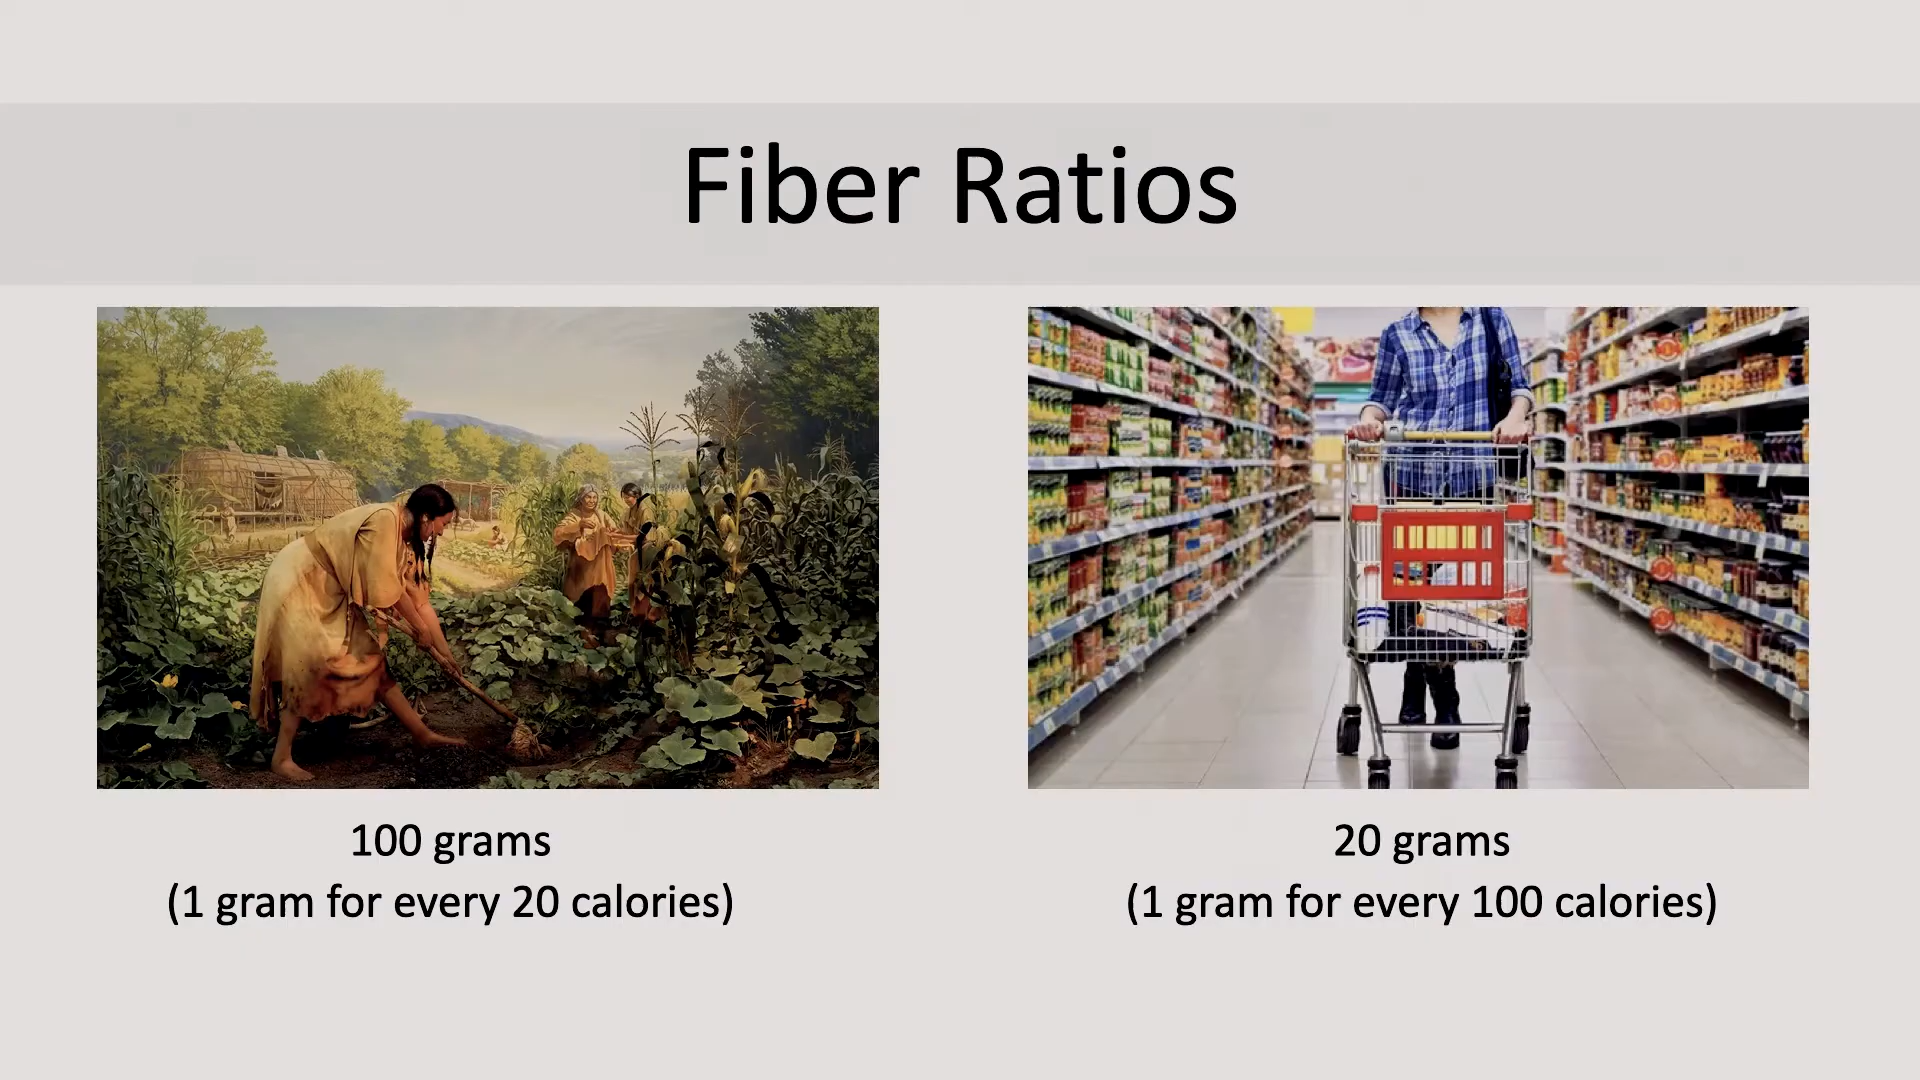 Fiber Ratios
100 grams
(1 gram for every 20 calories)
20 grams
(1 gram for every 100 calories)